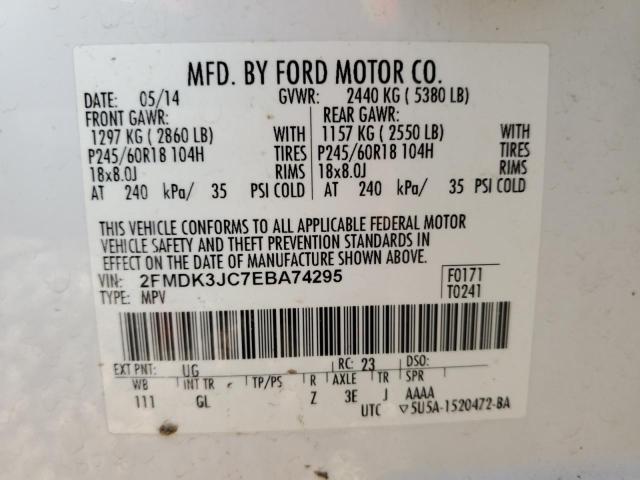 MFD. BY FORD MOTOR CO.
DATE: 05/14 GVWR: 2440 KG ( 5380 LB)
FRONT GAWR: REAR GAWR:
1297 KG ( 2860 LB) WITH 1157 KG ( 2550 LB) WITH
P245/60R18 104H TIRES P245/60R18 104H TIRES
18x8.0J RIMS 18x8.0J RIMS
AT 240 kPa/ 35 PSI COLD AT 240 kPa/ 35 PSI COLD
THIS VEHICLE CONFORMS TO ALL APPLICABLE FEDERAL MOTOR
VEHICLE SAFETY AND THEFT PREVENTION STANDARDS IN
EFFECT ON THE DATE OF MANUFACTURE SHOWN ABOVE.
VIN: 2FMDK3JC7EBA74295 F0171
TYPE: MPV T0241
EXT PNT: UG RC: 23 DSO:
WB INT TR TP/PS R AXLE TR SPR
111 GL Z 3E J AAAA
UTC ▽5U5A-1520472-BA